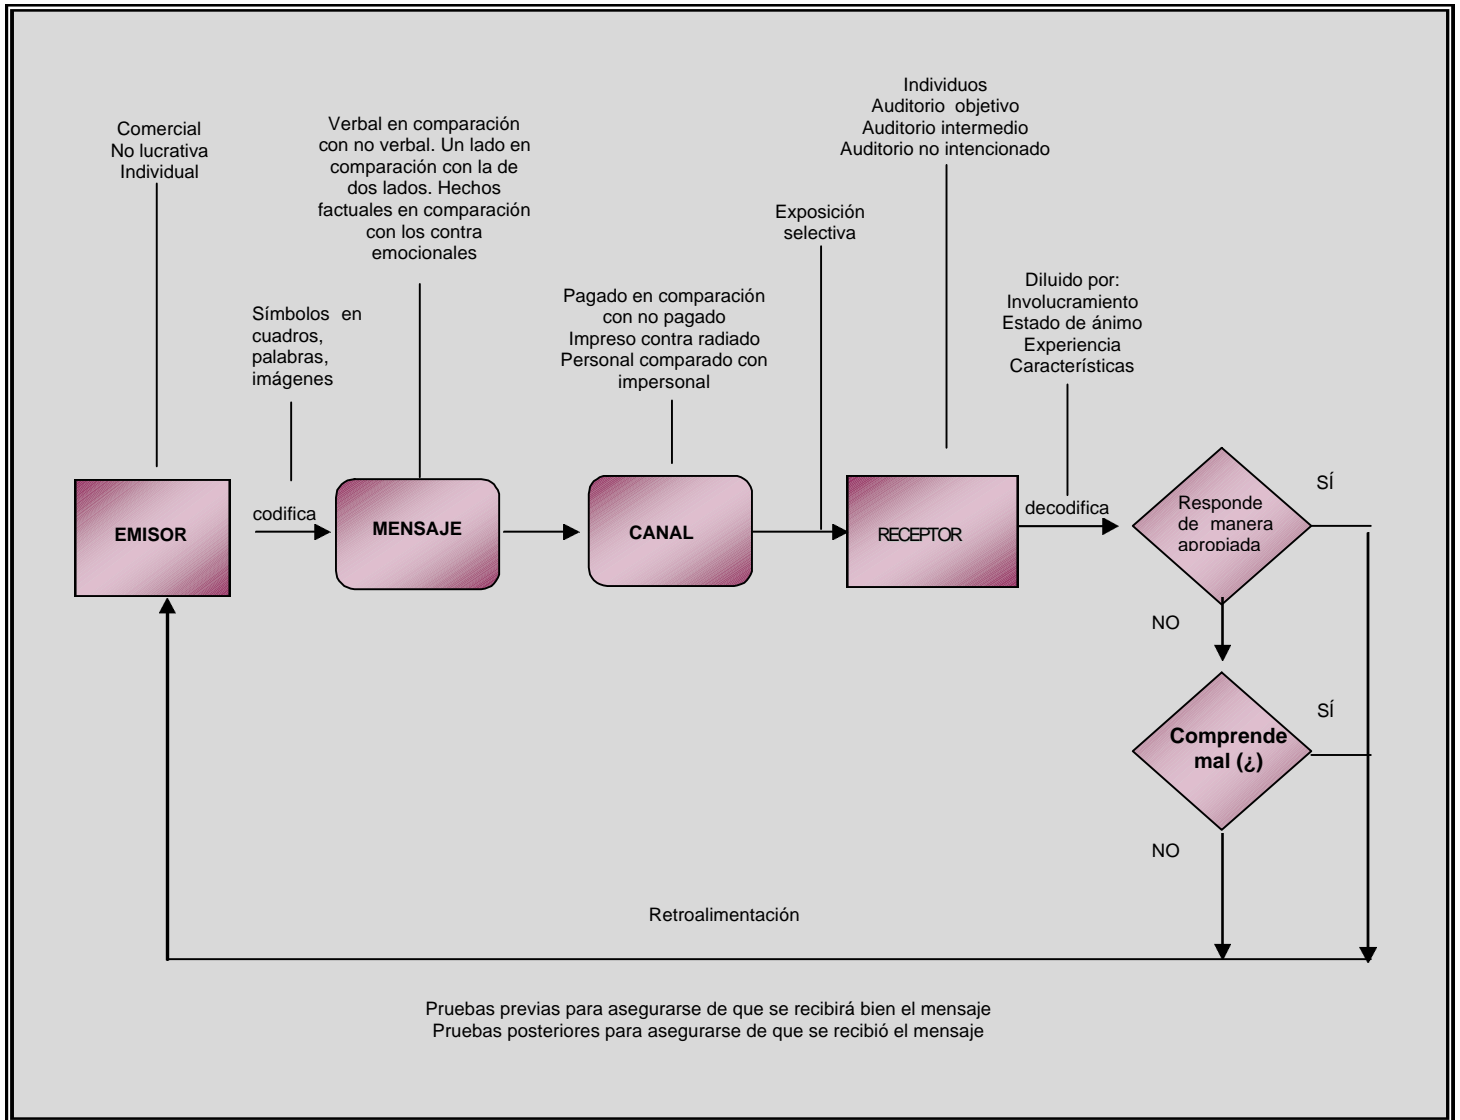 Comercial
No lucrativa
Individual
Verbal en comparación
con no verbal. Un lado en
comparación con la de
dos lados. Hechos
factuales en comparación
con los contra
emocionales
Individuos
Auditorio objetivo
Auditorio intermedio
Auditorio no intencionado
Símbolos en
cuadros,
palabras,
imágenes
Pagado en comparación
con no pagado
Impreso contra radiado
Personal comparado con
impersonal
Exposición
selectiva
Diluido por:
Involucramiento
Estado de ánimo
Experiencia
Características
EMISOR
codifica
MENSAJE
CANAL
RECEPTOR
decodifica
Responde
de manera
apropiada
SÍ
NO
Comprende
mal (¿)
SÍ
NO
Retroalimentación
Pruebas previas para asegurarse de que se recibirá bien el mensaje
Pruebas posteriores para asegurarse de que se recibió el mensaje